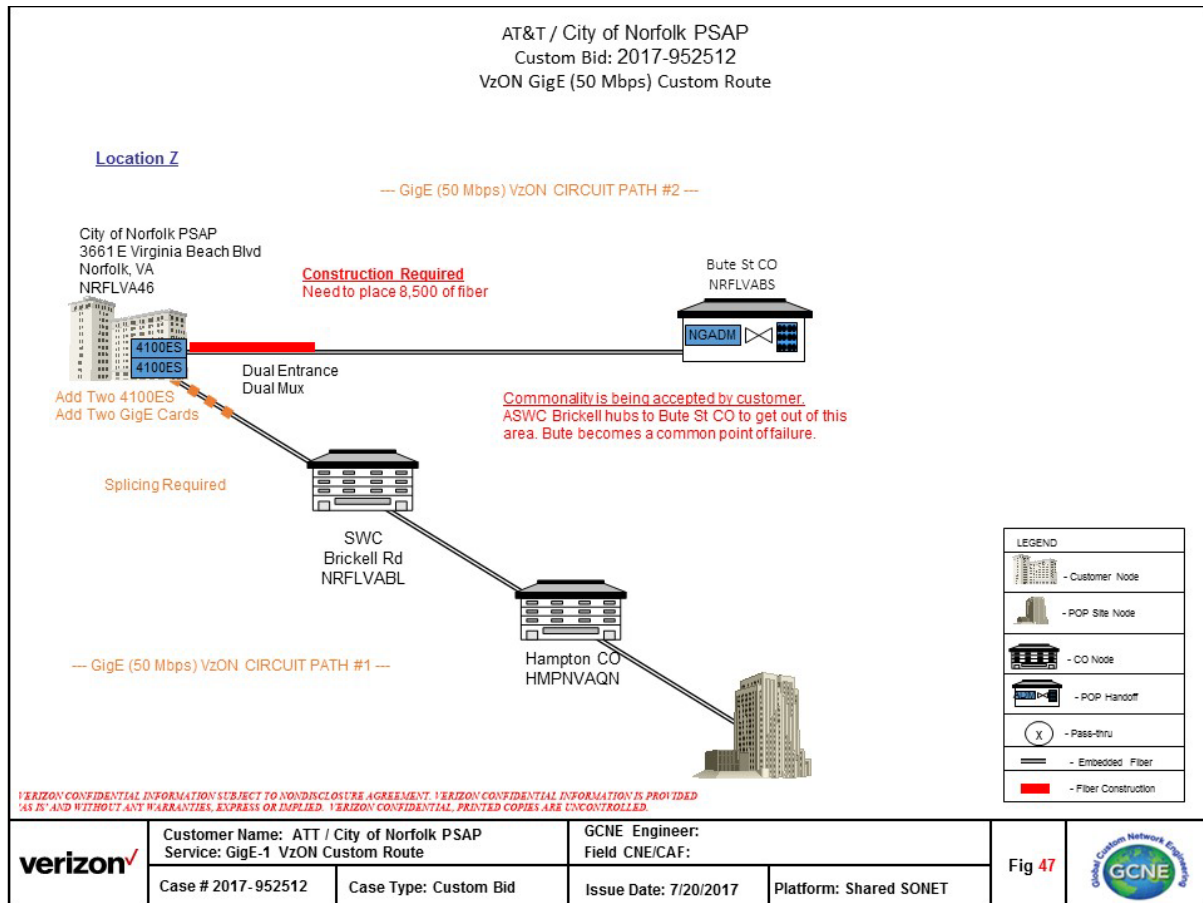 AT&T / City of Norfolk PSAP
Custom Bid: 2017-952512
VzON GigE (50 Mbps) Custom Route
Location Z
--- GigE (50 Mbps) VzON CIRCUIT PATH #2 ---
City of Norfolk PSAP
3661 E Virginia Beach Blvd
Norfolk, VA
NRFLVA46
Construction Required
Need to place 8,500 of fiber
Bute St CO
NRFLVABS
NGADM
4100ES
4100ES
Dual Entrance
Dual Mux
Add Two 4100ES
Add Two GigE Cards
Commonality is being accepted by customer.
ASWC Brickell hubs to Bute St CO to get out of this
area. Bute becomes a common point of failure.
Splicing Required
SWC
Brickell Rd
NRFLVABL
Hampton CO
HMPNVAQN
--- GigE (50 Mbps) VzON CIRCUIT PATH #1 ---
LEGEND
- Customer Node
- POP Site Node
- CO Node
- POP Handoff
X
- Pass-thru
- Embedded Fiber
- Fiber Construction
VERIZON CONFIDENTIAL INFORMATION SUBJECT TO NONDISCLOSURE AGREEMENT. VERIZON CONFIDENTIAL INFORMATION IS PROVIDED
'AS IS' AND WITHOUT ANY WARRANTIES, EXPRESS OR IMPLIED. VERIZON CONFIDENTIAL, PRINTED COPIES ARE UNCONTROLLED.
verizon
Customer Name: ATT / City of Norfolk PSAP
Service: GigE-1 VzON Custom Route
GCNE Engineer:
Field CNE/CAF:
Case # 2017-952512
Case Type: Custom Bid
Issue Date: 7/20/2017
Platform: Shared SONET
Fig 47
Global Custom Network Engineering
GCNE